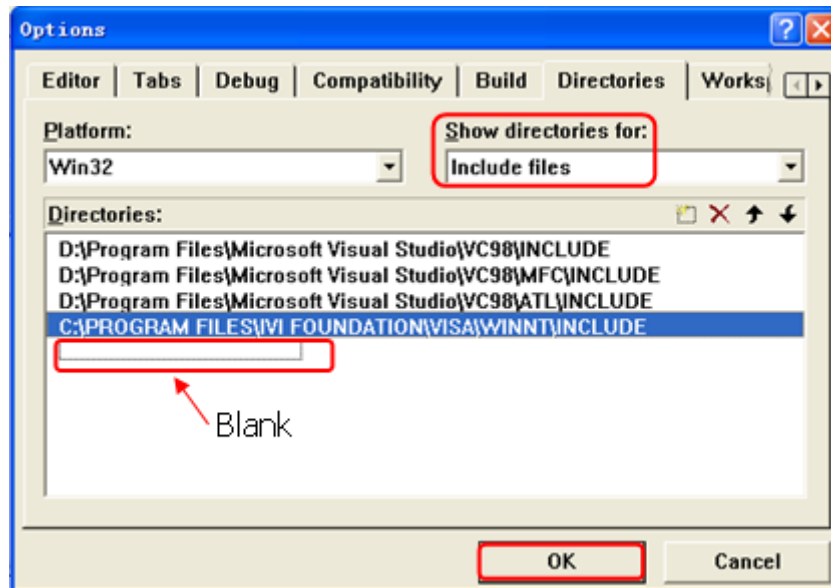 Options
Editor Tabs Debug Compatibility Build Directories Works
Platform: Show directories for:
Win32 Include files
Directories:
D:\Program Files\Microsoft Visual Studio\VC98\INCLUDE
D:\Program Files\Microsoft Visual Studio\VC98\MFC\INCLUDE
D:\Program Files\Microsoft Visual Studio\VC98\ATL\INCLUDE
C:\PROGRAM FILES\IVI FOUNDATION\VISA\WINNT\INCLUDE
Blank
OK Cancel